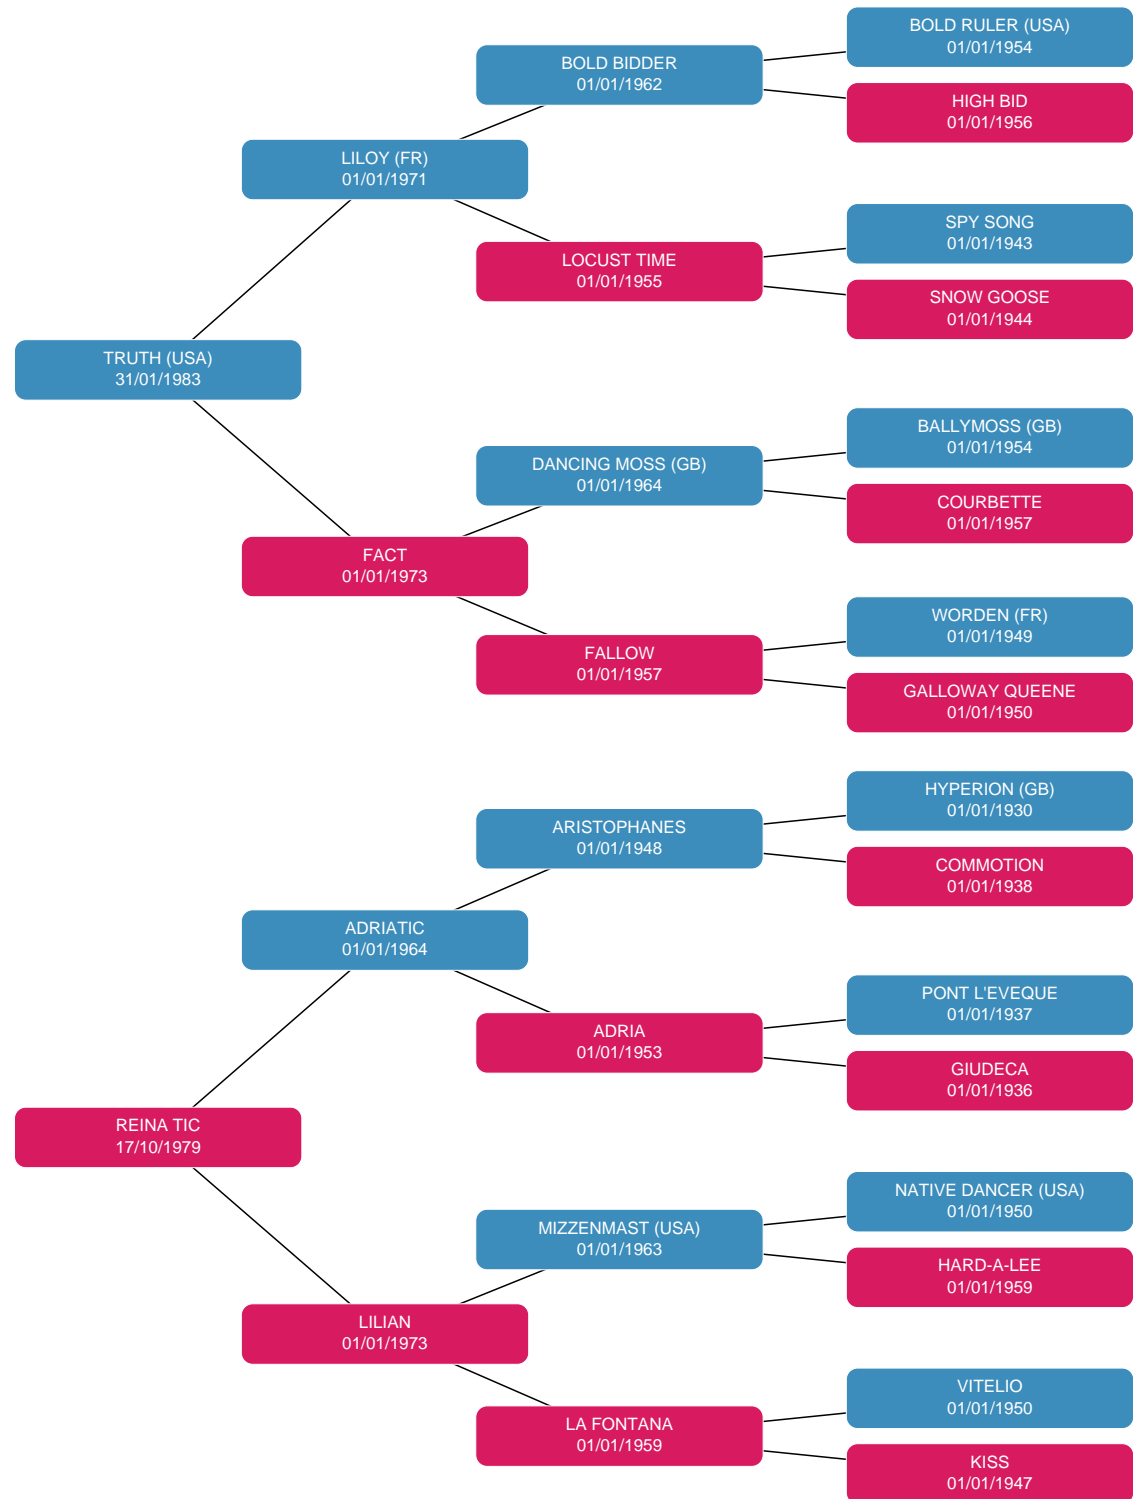 BOLD RULER (USA)
01/01/1954
BOLD BIDDER
01/01/1962
HIGH BID
01/01/1956
LILOY (FR)
01/01/1971
SPY SONG
01/01/1943
LOCUST TIME
01/01/1955
SNOW GOOSE
01/01/1944
TRUTH (USA)
31/01/1983
BALLYMOSS (GB)
01/01/1954
DANCING MOSS (GB)
01/01/1964
COURBETTE
01/01/1957
FACT
01/01/1973
WORDEN (FR)
01/01/1949
FALLOW
01/01/1957
GALLOWAY QUEENE
01/01/1950
HYPERION (GB)
01/01/1930
ARISTOPHANES
01/01/1948
COMMOTION
01/01/1938
ADRIATIC
01/01/1964
PONT L'EVEQUE
01/01/1937
ADRIA
01/01/1953
GIUDECA
01/01/1936
REINA TIC
17/10/1979
NATIVE DANCER (USA)
01/01/1950
MIZZENMAST (USA)
01/01/1963
HARD-A-LEE
01/01/1959
LILIAN
01/01/1973
VITELIO
01/01/1950
LA FONTANA
01/01/1959
KISS
01/01/1947